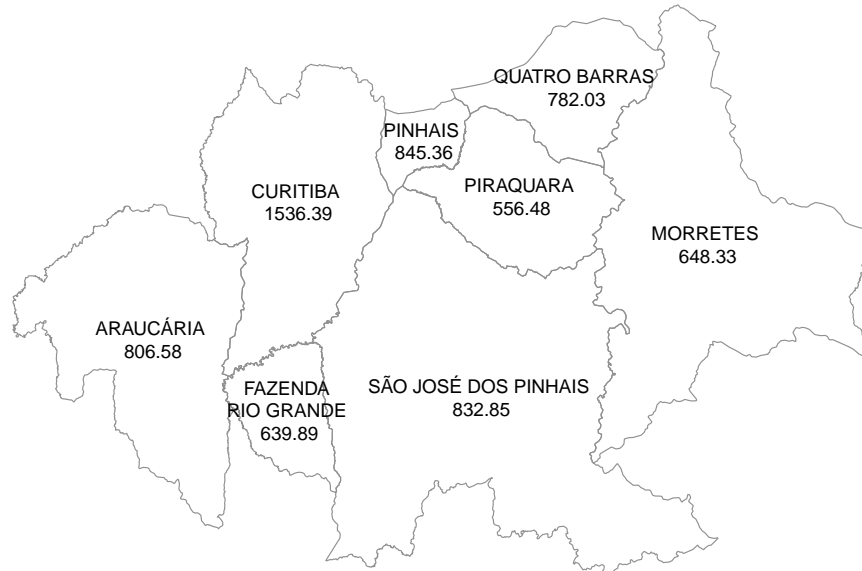 QUATRO BARRAS
782.03
PINHAIS
845.36
CURITIBA
1536.39
PIRAQUARA
556.48
MORRETES
648.33
ARAUCÁRIA
806.58
FAZENDA
RIO GRANDE
639.89
SÃO JOSÉ DOS PINHAIS
832.85